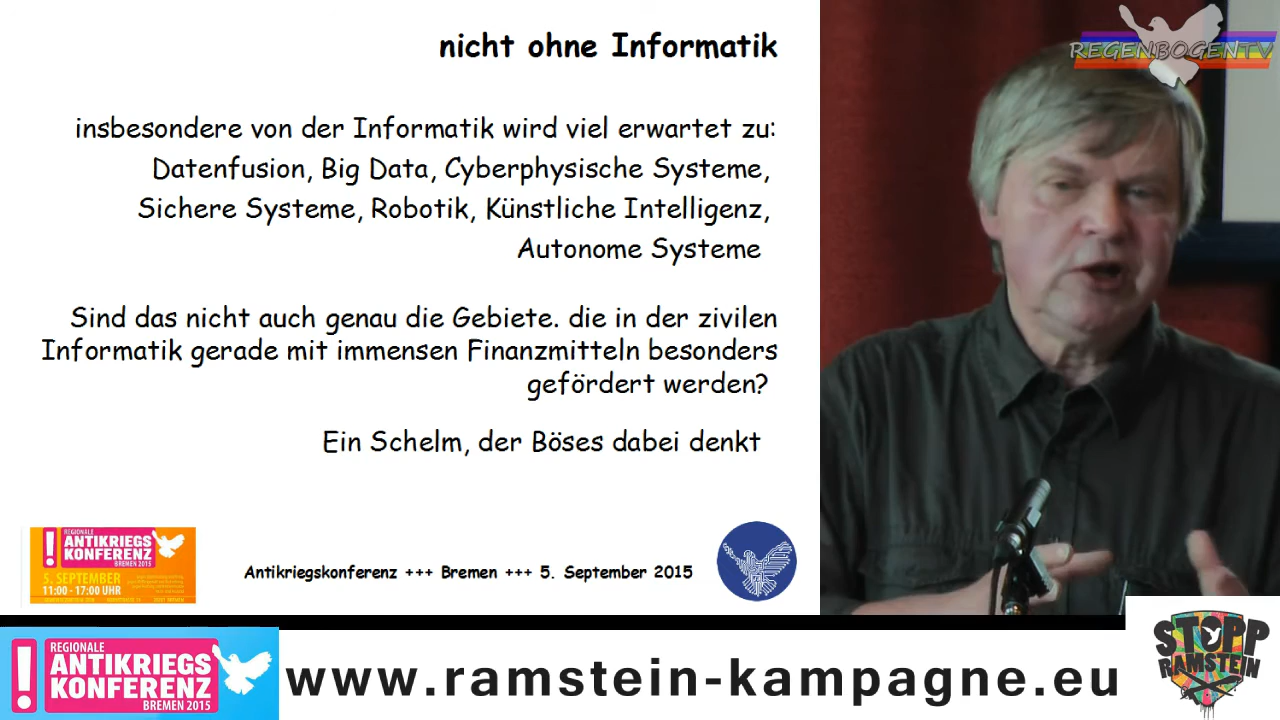 nicht ohne Informatik
REGENBOGENTV
insbesondere von der Informatik wird viel erwartet zu:
Datenfusion, Big Data, Cyberphysische Systeme,
Sichere Systeme, Robotik, Künstliche Intelligenz,
Autonome Systeme
Sind das nicht auch genau die Gebiete. die in der zivilen
Informatik gerade mit immensen Finanzmitteln besonders
gefördert werden?
Ein Schelm, der Böses dabei denkt
! REGIONALE
ANTIKRIEGS
KONFERENZ
BREMEN 2015
5. SEPTEMBER
11:00 - 17:00 UHR
Antikriegskonferenz +++ Bremen +++ 5. September 2015
! REGIONALE
ANTIKRIEGS
KONFERENZ
BREMEN 2015
www.ramstein-kampagne.eu
STOPP
RAMSTEIN